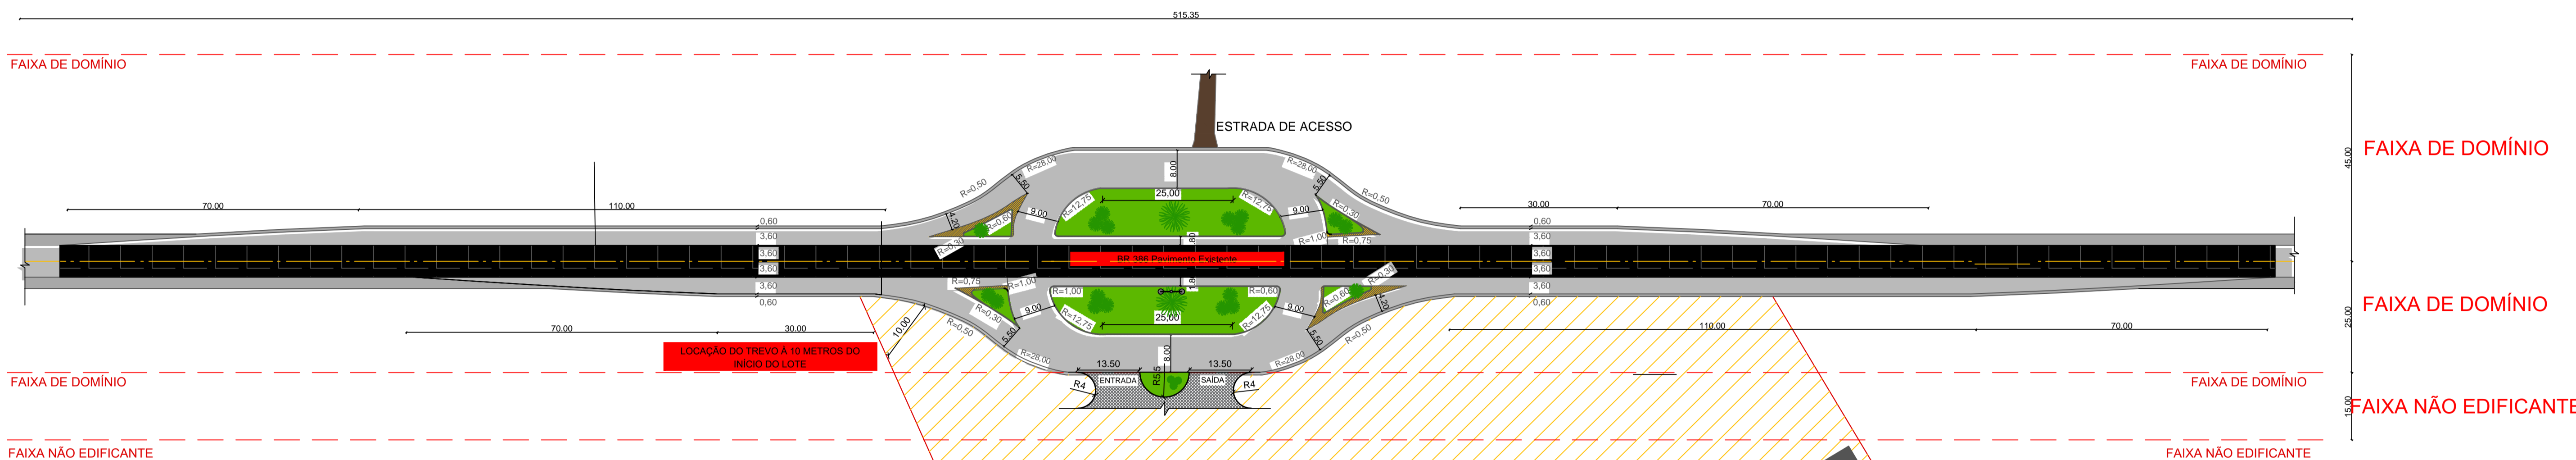 515.35
FAIXA DE DOMÍNIO
FAIXA DE DOMÍNIO
ESTRADA DE ACESSO
45.00
FAIXA DE DOMÍNIO
R=28,00
8.00
R=28,00
5.50
5.50
R=0,50
R=0,50
25,00
R=12,75
R=12,75
70.00
110.00
9.00
9.00
R=0,30
30.00
70.00
4.20
R=0,60
0,60
0,60
3,60
3,60
R=0,30
1.80
R=1,00
R=0,75
3,60
3,60
BR 386 Pavimento Existente
3,60
3,60
R=0,75
R=1,00
1.80
R=0,30
3,60
3,60
R=1,00
R=0,60
R=0,60
4.20
0,60
0,60
FAIXA DE DOMÍNIO
25.00
10.00
R=0,30
9.00
9.00
R=12,75
25,00
R=12,75
R=0,50
R=0,50
70.00
30.00
5.50
5.50
110.00
70.00
LOCAÇÃO DO TREVO À 10 METROS DO
INÍCIO DO LOTE
R=28,00
8.00
R=28,00
13.50
13.50
FAIXA DE DOMÍNIO
R4
ENTRADA
R5.5
SAÍDA
R4
FAIXA DE DOMÍNIO
15.00
FAIXA NÃO EDIFICANTE
FAIXA NÃO EDIFICANTE
FAIXA NÃO EDIFICANTE